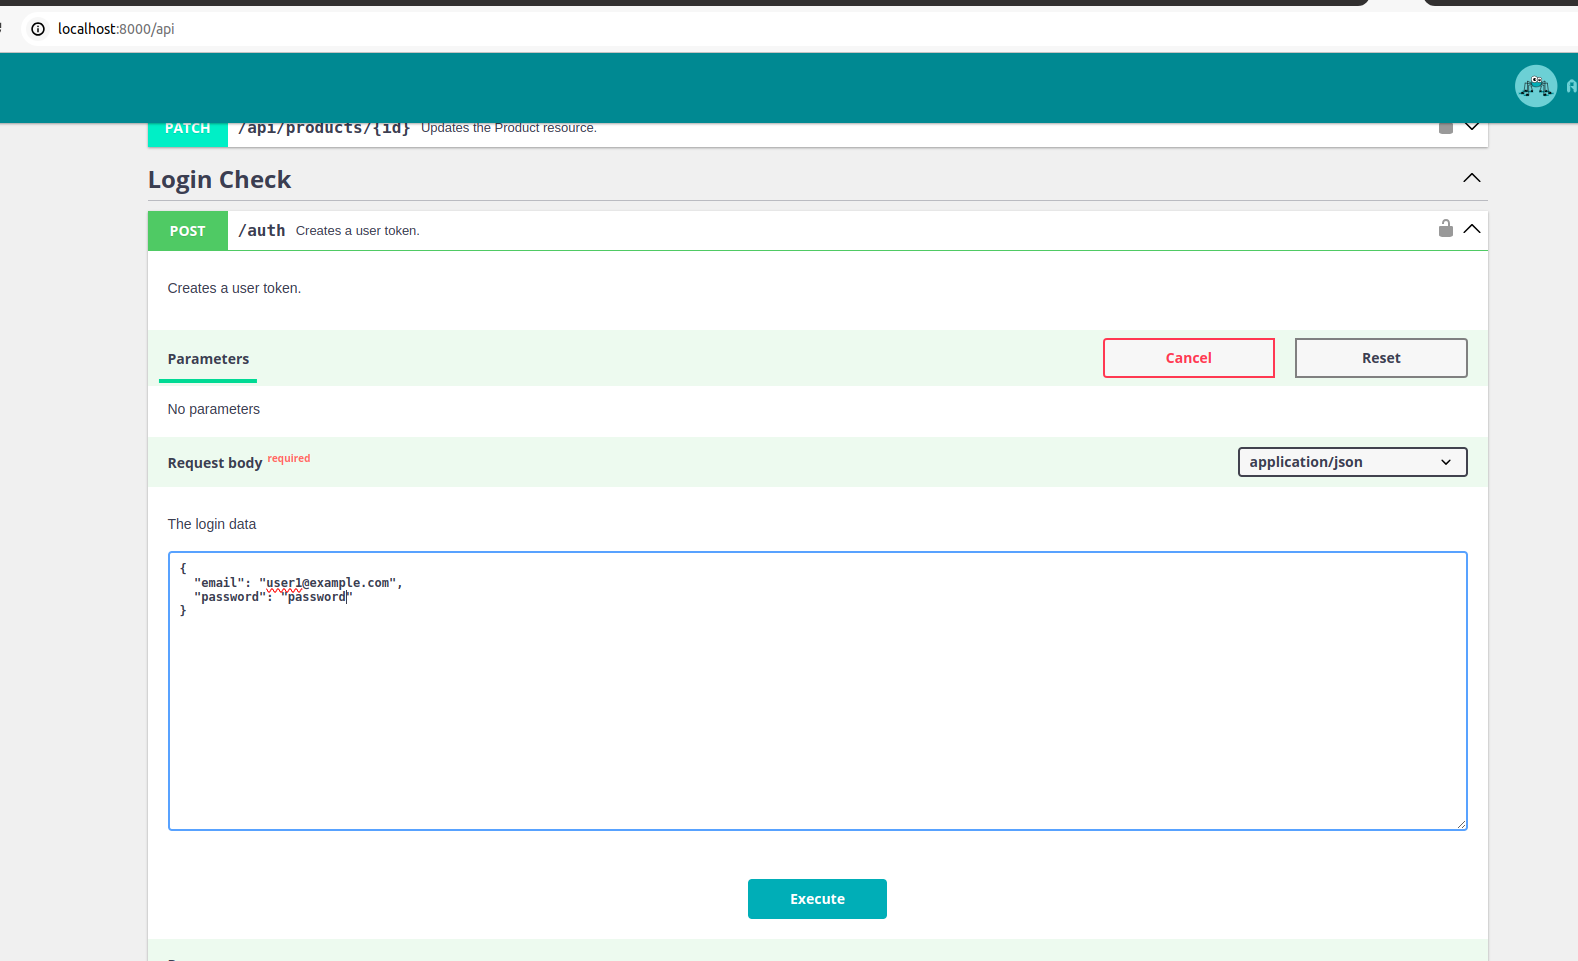 localhost:8000/api
PATCH /api/products/{id} Updates the Product resource.
Login Check
POST /auth Creates a user token.
Creates a user token.
Parameters Cancel Reset
No parameters
Request body required application/json
The login data
{
"email": "user1@example.com",
"password": "password"
}
Execute